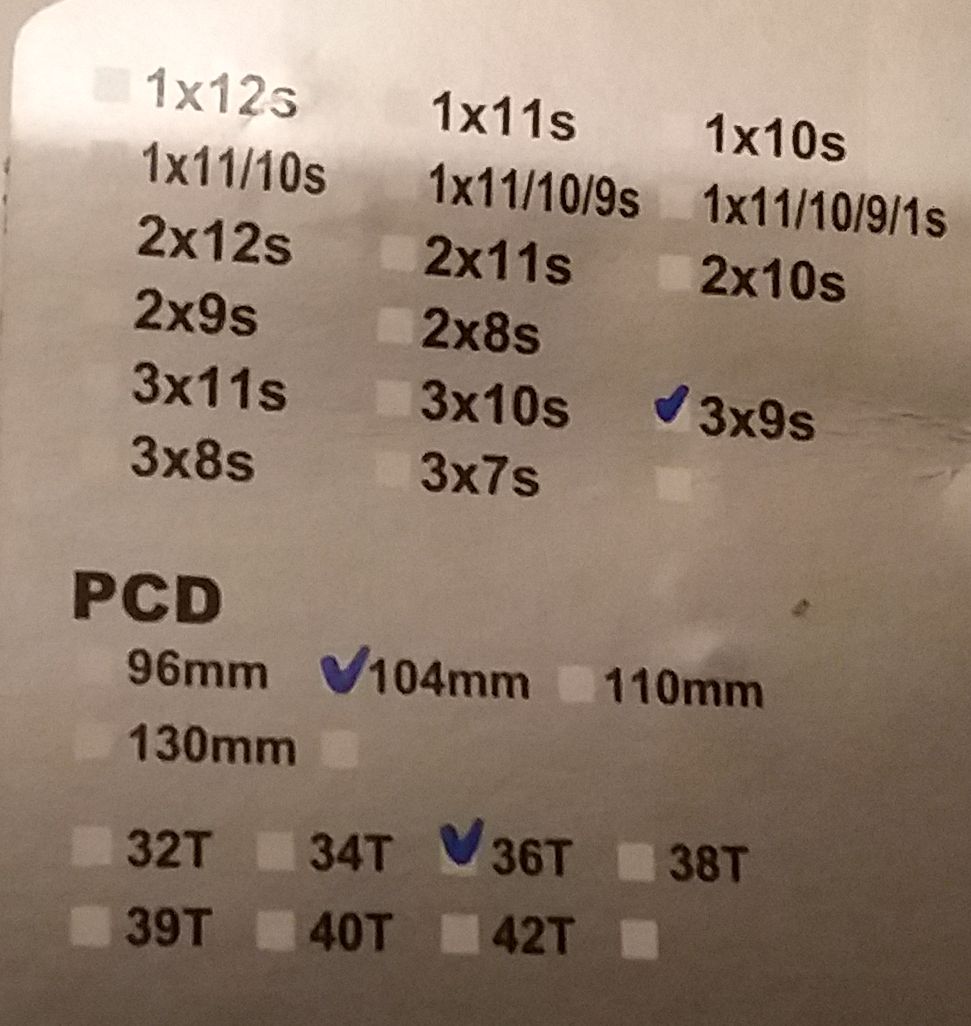 1x12s 1x11s 1x10s
1x11/10s 1x11/10/9s 1x11/10/9/1s
2x12s 2x11s 2x10s
2x9s 2x8s
3x11s 3x10s 3x9s
3x8s 3x7s
PCD
96mm 104mm 110mm
130mm
32T 34T 36T 38T
39T 40T 42T